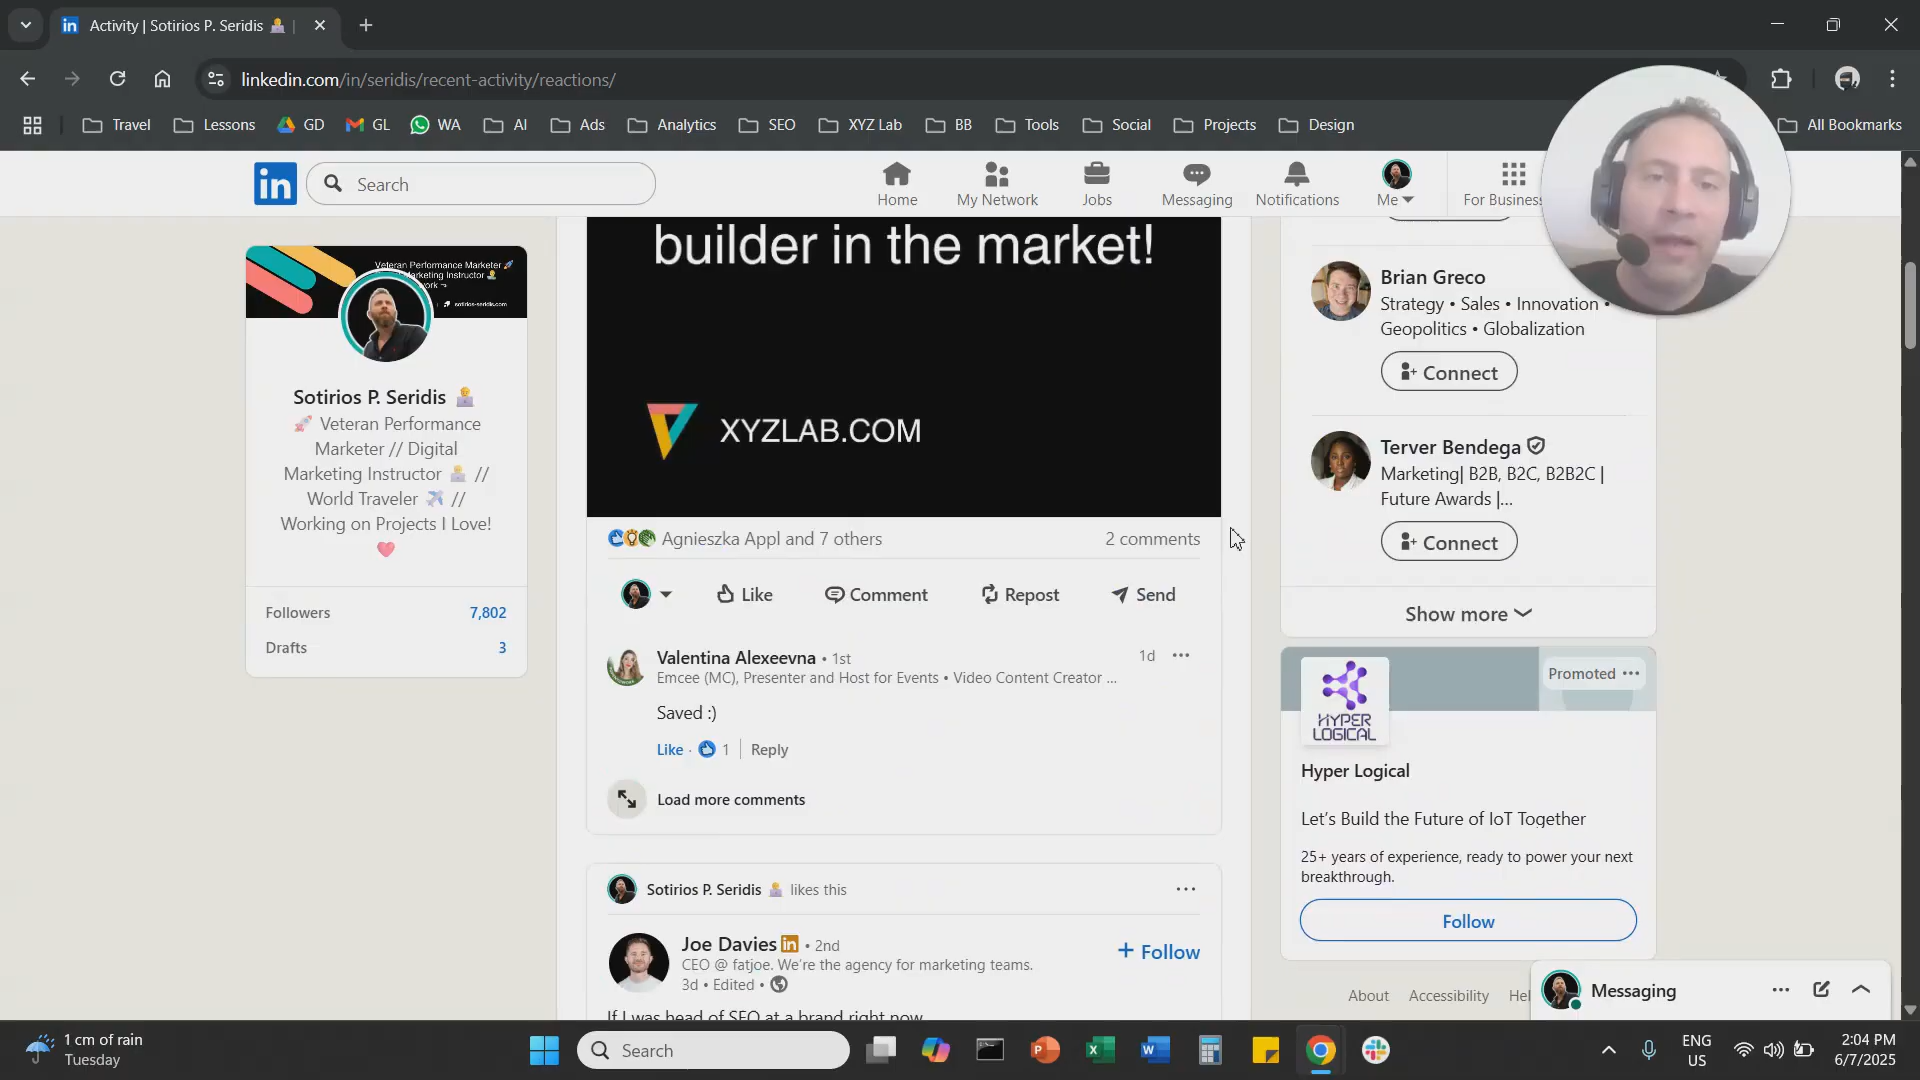 Activity | Sotirios P. Seridis
linkedin.com/in/seridis/recent-activity/reactions/
Travel
Lessons
GD
GL
WA
AI
Ads
Analytics
SEO
XYZ Lab
BB
Tools
Social
Projects
Design
All Bookmarks
Search
Home
My Network
Jobs
Messaging
Notifications
Me
For Business
Veteran Performance Marketer
sotirios-seridis.com
Sotirios P. Seridis
Veteran Performance
Marketer // Digital
Marketing Instructor //
World Traveler //
Working on Projects I Love!
Followers 7,802
Drafts 3
builder in the market!
XYZLAB.COM
Agnieszka Appl and 7 others 2 comments
Like Comment Repost Send
Valentina Alexeevna • 1st 1d
Emcee (MC), Presenter and Host for Events • Video Content Creator ...
Saved :)
Like · 1 | Reply
Load more comments
Sotirios P. Seridis likes this
Joe Davies in • 2nd
CEO @ fatjoe. We're the agency for marketing teams.
3d • Edited •
+ Follow
If I was head of SEO at a brand right now
Brian Greco
Strategy • Sales • Innovation •
Geopolitics • Globalization
Connect
Terver Bendega
Marketing| B2B, B2C, B2B2C |
Future Awards |...
Connect
Show more
Promoted
HYPER
LOGICAL
Hyper Logical
Let's Build the Future of IoT Together
25+ years of experience, ready to power your next
breakthrough.
Follow
About Accessibility Hel
Messaging
1 cm of rain
Tuesday
Search
ENG
US
2:04 PM
6/7/2025